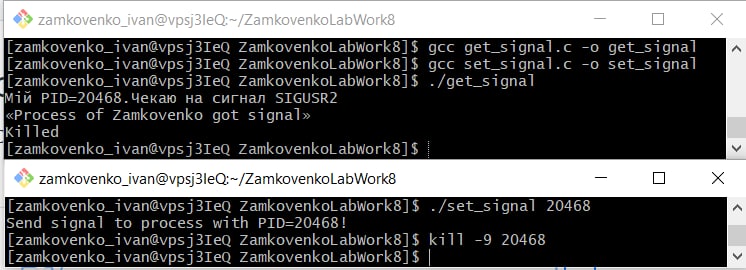 zamkovenko_ivan@vpsj3IeQ:~/ZamkovenkoLabWork8
[zamkovenko_ivan@vpsj3IeQ ZamkovenkoLabWork8]$ gcc get_signal.c -o get_signal
[zamkovenko_ivan@vpsj3IeQ ZamkovenkoLabWork8]$ gcc set_signal.c -o set_signal
[zamkovenko_ivan@vpsj3IeQ ZamkovenkoLabWork8]$ ./get_signal
Мій PID=20468.Чекаю на сигнал SIGUSR2
«Process of Zamkovenko got signal»
Killed
[zamkovenko_ivan@vpsj3IeQ ZamkovenkoLabWork8]$
zamkovenko_ivan@vpsj3IeQ:~/ZamkovenkoLabWork8
[zamkovenko_ivan@vpsj3IeQ ZamkovenkoLabWork8]$ ./set_signal 20468
Send signal to process with PID=20468!
[zamkovenko_ivan@vpsj3IeQ ZamkovenkoLabWork8]$ kill -9 20468
[zamkovenko_ivan@vpsj3IeQ ZamkovenkoLabWork8]$